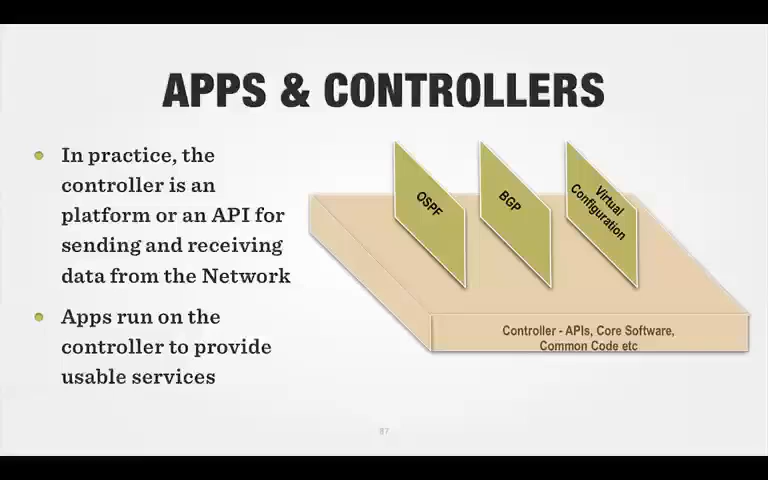 APPS & CONTROLLERS
In practice, the
controller is an
platform or an API for
sending and receiving
data from the Network
Apps run on the
controller to provide
usable services
OSPF
BGP
Virtual
Configuration
Controller - APIs, Core Software,
Common Code etc
87